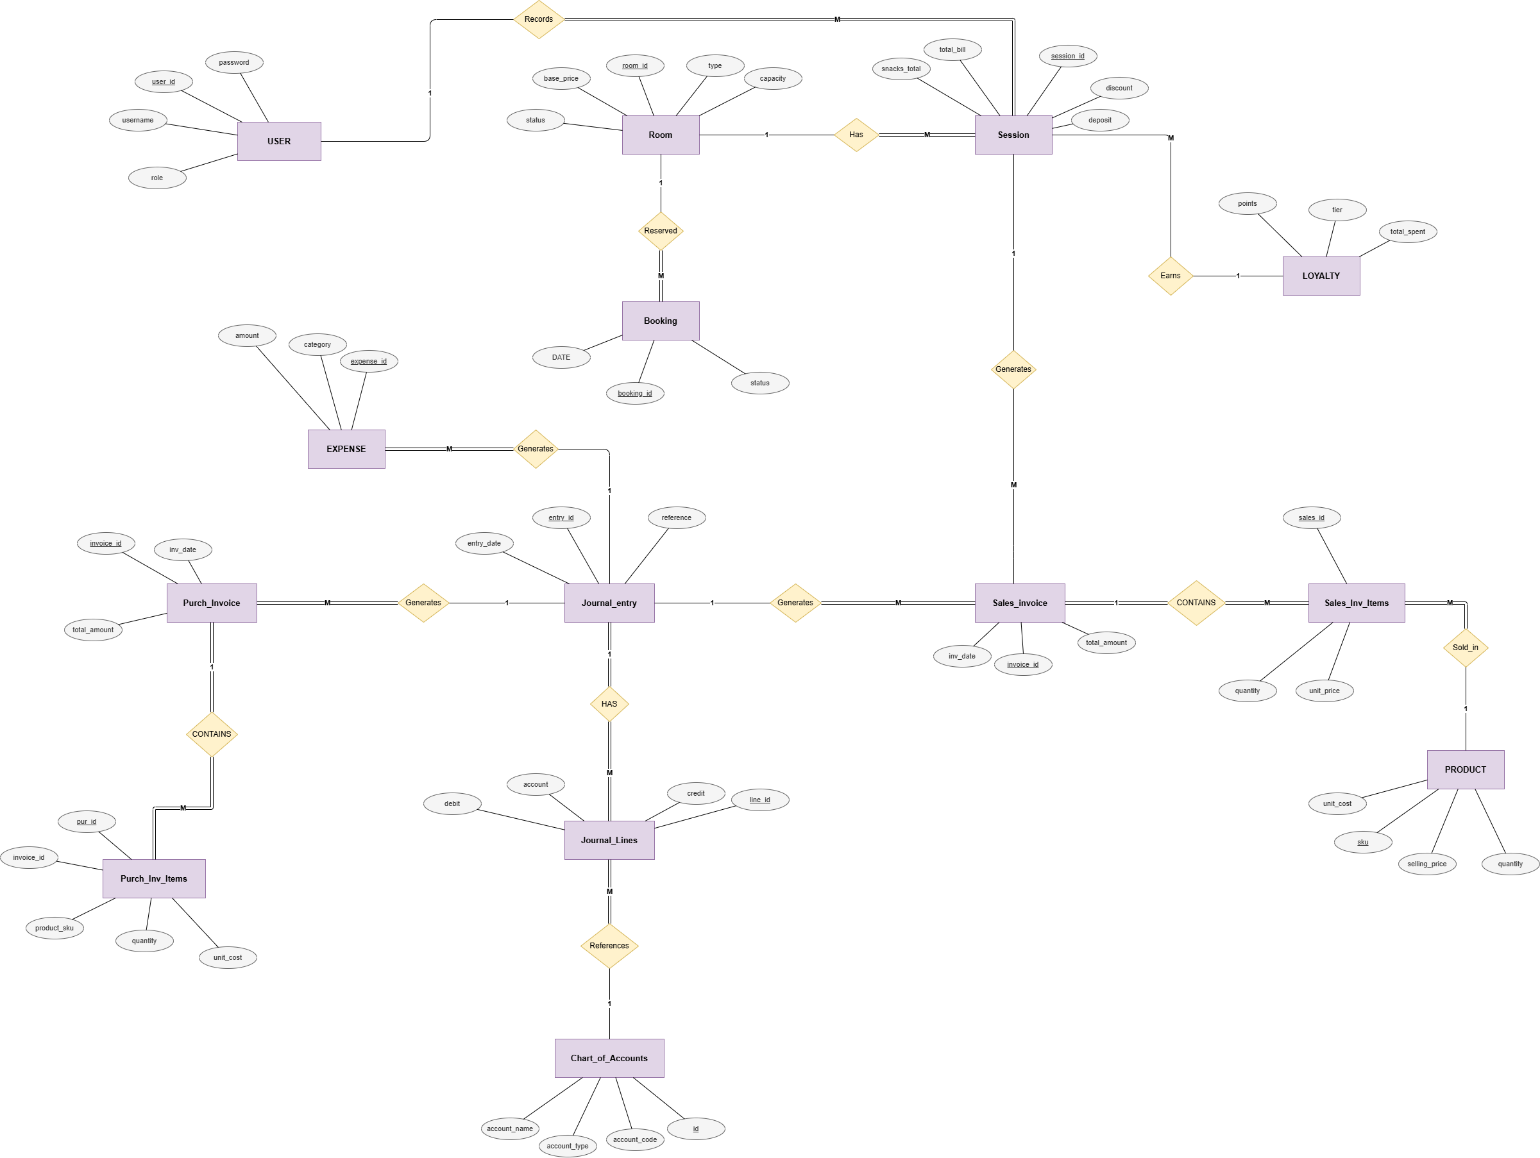 Records
M
1
password
user_id
username
role
USER
room_id
type
base_price
capacity
status
Room
1
Has
M
total_bill
session_id
snacks_total
discount
deposit
Session
M
1
Reserved
M
Booking
DATE
booking_id
status
points
tier
total_spent
Earns
1
LOYALTY
1
Generates
M
amount
category
expense_id
EXPENSE
M
Generates
1
invoice_id
inv_date
total_amount
Purch_Invoice
M
Generates
1
entry_id
reference
entry_date
Journal_entry
1
Generates
M
Sales_invoice
inv_date
invoice_id
total_amount
1
CONTAINS
M
sales_id
Sales_Inv_Items
M
quantity
unit_price
Sold_in
1
PRODUCT
unit_cost
sku
selling_price
quantity
1
CONTAINS
M
1
HAS
M
pur_id
invoice_id
Purch_Inv_Items
product_sku
quantity
unit_cost
debit
account
credit
line_id
Journal_Lines
M
References
1
Chart_of_Accounts
account_name
account_type
account_code
id